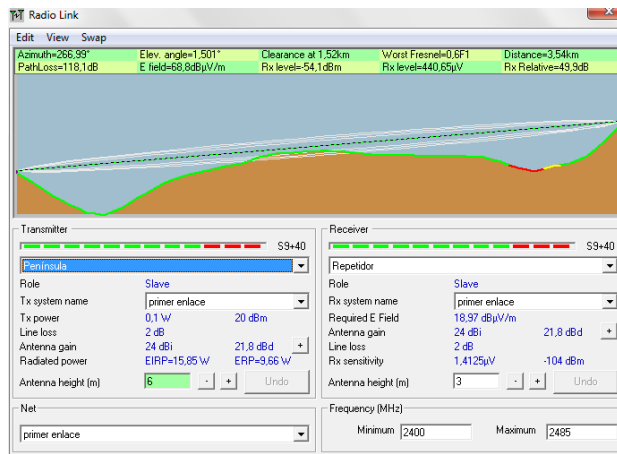 Radio Link
Edit View Swap
Azimuth=266,99° Elev. angle=1,501° Clearance at 1,52km Worst Fresnel=0,6F1 Distance=3,54km
PathLoss=118,1dB E field=68,8dBµV/m Rx level=-54,1dBm Rx level=440,65µV Rx Relative=49,9dB
Transmitter
S9+40
Península
Role Slave
Tx system name primer enlace
Tx power 0,1 W 20 dBm
Line loss 2 dB
Antenna gain 24 dBi 21,8 dBd +
Radiated power EIRP=15,85 W ERP=9,66 W
Antenna height (m) 6 - + Undo
Receiver
S9+40
Repetidor
Role Slave
Rx system name primer enlace
Required E Field 18,97 dBµV/m
Antenna gain 24 dBi 21,8 dBd +
Line loss 2 dB
Rx sensitivity 1,4125µV -104 dBm
Antenna height (m) 3 - + Undo
Net
primer enlace
Frequency (MHz)
Minimum 2400 Maximum 2485